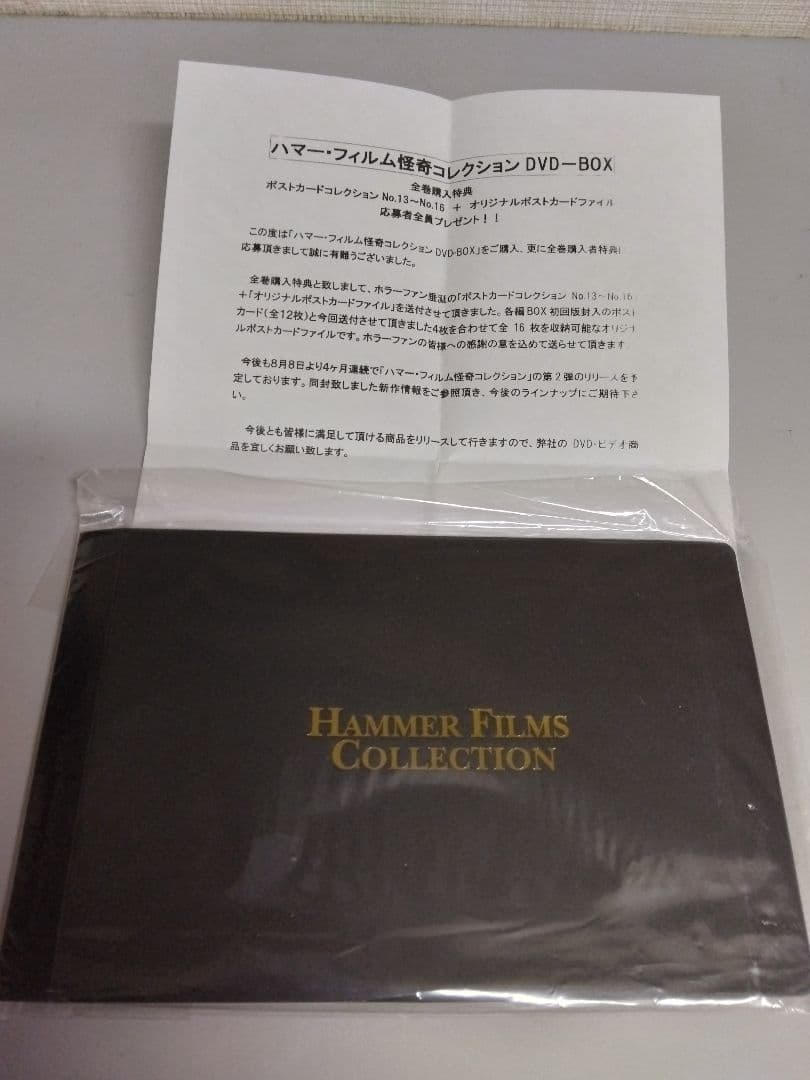 ハマー・フィルム怪奇コレクション DVD－BOX
全巻購入特典
ポストカードコレクション No.13～No.16 ＋ オリジナルポストカードファイル
応募者全員プレゼント！！
この度は「ハマー・フィルム怪奇コレクション DVD-BOX」をご購入、更に全巻購入者特典に
応募頂きまして誠に有難うございました。
全巻購入特典と致しまして、ホラーファン垂涎の「ポストカードコレクション No.13～No.16
＋「オリジナルポストカードファイル」を送付させて頂きました。各編BOX初回版封入のポスト
カード(全12枚)と今回送付させて頂きました4枚を合わせて全 16 枚を収納可能なオリジナ
ルポストカードファイルです。ホラーファンの皆様への感謝の意を込めて送らせて頂きます。
今後も8月8日より4ヶ月連続で「ハマー・フィルム怪奇コレクション」の第2弾のリリースを予
定しております。同封致しました新作情報をご参照頂き、今後のラインナップにご期待下さ
い。
今後とも皆様に満足して頂ける商品をリリースして行きますので、弊社の DVD・ビデオ商
品を宜しくお願い致します。
HAMMER FILMS
COLLECTION